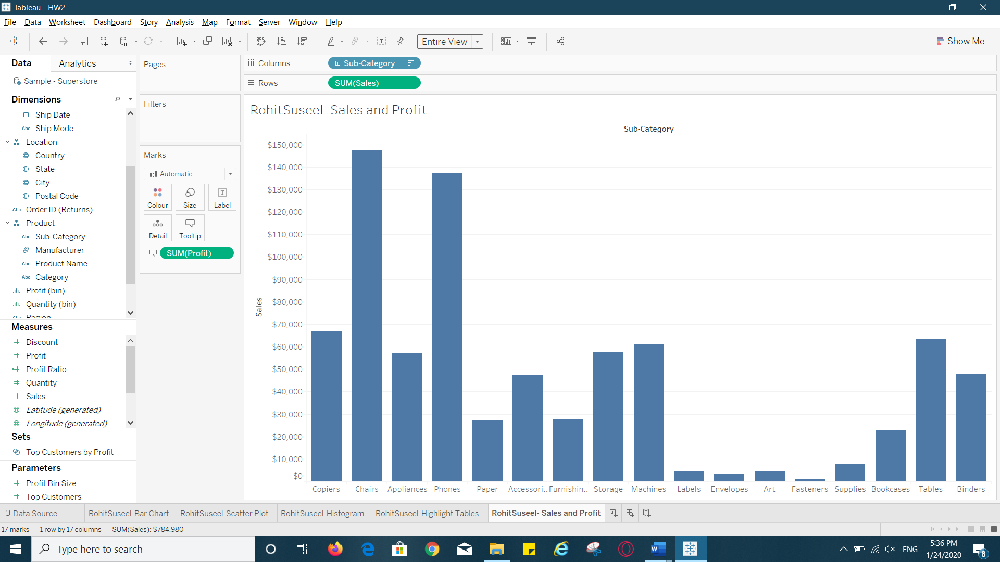 Tableau - HW2
File Data Worksheet Dashboard Story Analysis Map Format Server Window Help
Entire View
Show Me
Data Analytics
Sample - Superstore
Dimensions
Ship Date
Abc Ship Mode
Location
Country
State
City
Postal Code
Abc Order ID (Returns)
Product
Abc Sub-Category
Manufacturer
Abc Product Name
Abc Category
Profit (bin)
Quantity (bin)
Abc Region
Measures
# Discount
# Profit
=# Profit Ratio
# Quantity
# Sales
Latitude (generated)
Longitude (generated)
Sets
Top Customers by Profit
Parameters
# Profit Bin Size
# Top Customers
Pages
Filters
Marks
Automatic
Colour Size T Label
Detail Tooltip
SUM(Profit)
Columns Sub-Category
Rows SUM(Sales)
RohitSuseel- Sales and Profit
Sub-Category
Sales
$150,000
$140,000
$130,000
$120,000
$110,000
$100,000
$90,000
$80,000
$70,000
$60,000
$50,000
$40,000
$30,000
$20,000
$10,000
$0
Copiers Chairs Appliances Phones Paper Accessori.. Furnishin.. Storage Machines Labels Envelopes Art Fasteners Supplies Bookcases Tables Binders
Data Source RohitSuseel-Bar Chart RohitSuseel-Scatter Plot RohitSuseel-Histogram RohitSuseel-Highlight Tables RohitSuseel- Sales and Profit
17 marks 1 row by 17 columns SUM(Sales): $784,980
Type here to search
ENG
5:36 PM
1/24/2020
8